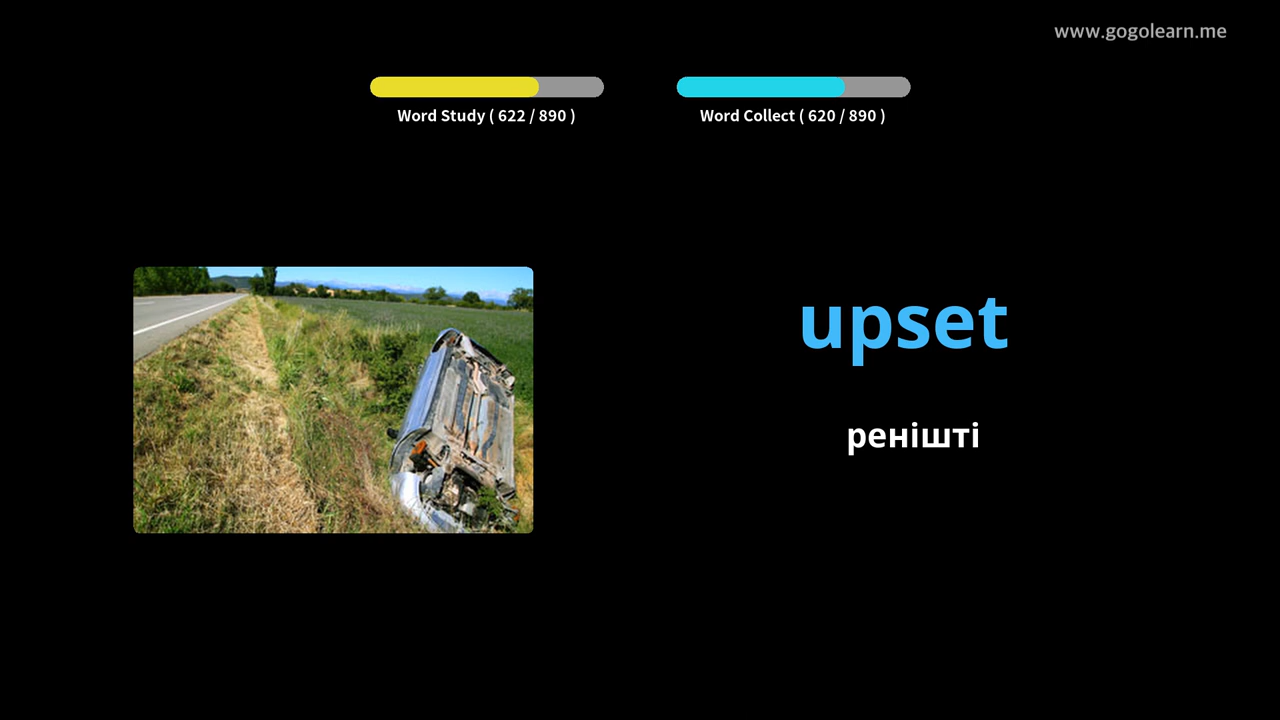 www.gogolearn.me
Word Study ( 622 / 890 )
Word Collect ( 620 / 890 )
upset
ренішті